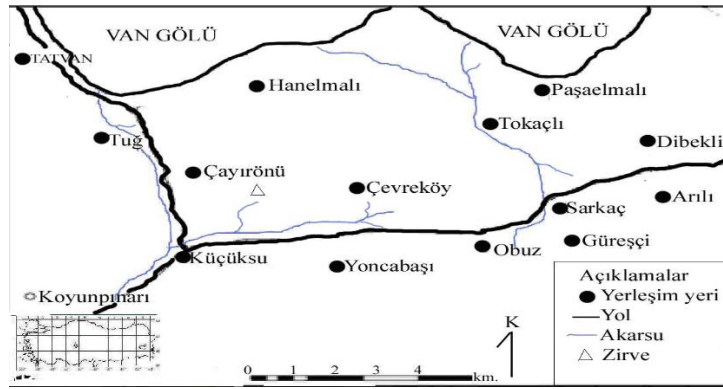 VAN GÖLÜ
VAN GÖLÜ
TATVAN
Hanelmalı
Paşaelmalı
Tokaçlı
Tuğ
Dibekli
Çayırönü
Çevreköy
Arılı
Sarkaç
Güreşçi
Obuz
Küçüksu
Yoncabaşı
Koyunpınarı
Açıklamalar
Yerleşim yeri
Yol
Akarsu
Zirve
K
0 1 2 3 4
km.